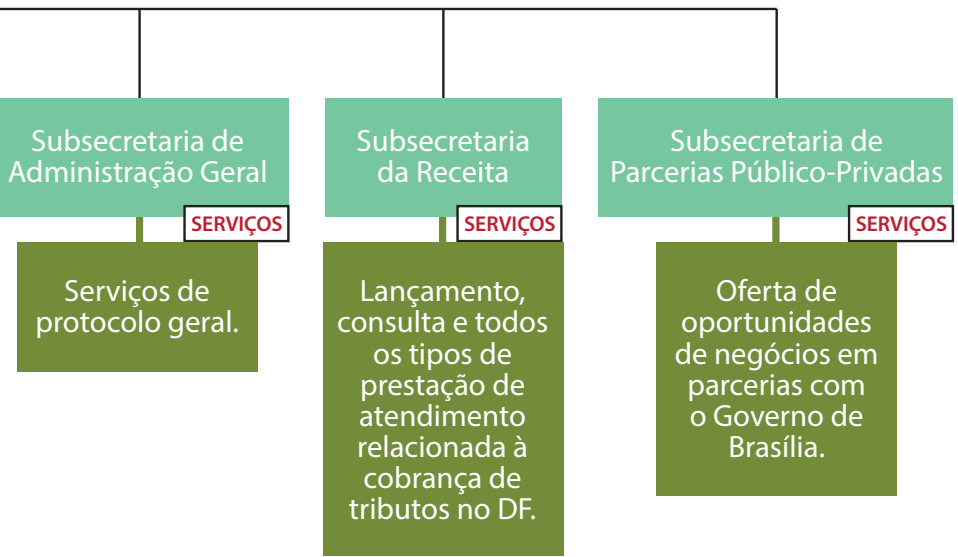 Subsecretaria de
Administração Geral
SERVIÇOS
Serviços de
protocolo geral.
Subsecretaria
da Receita
SERVIÇOS
Lançamento,
consulta e todos
os tipos de
prestação de
atendimento
relacionada à
cobrança de
tributos no DF.
Subsecretaria de
Parcerias Público-Privadas
SERVIÇOS
Oferta de
oportunidades
de negócios em
parcerias com
o Governo de
Brasília.